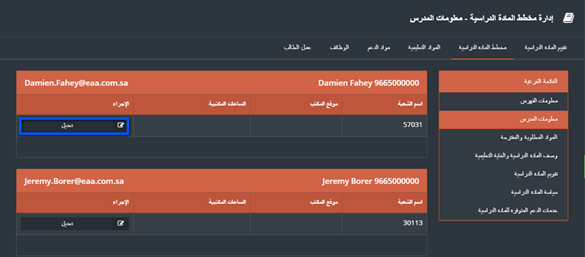 إدارة مخطط المادة الدراسية - معلومات المدرس
تقييم المادة الدراسية
مخطط المادة الدراسية
المواد التعليمية
مواد الدعم
الوظائف
عمل الطالب
القائمة الفرعية
معلومات الفهرس
معلومات المدرس
المواد المطلوبة والمقترحة
وصف المادة الدراسية والغاية التعليمية
تقويم المادة الدراسية
سياسة المادة الدراسية
خدمات الدعم المتوفرة للمادة الدراسية
Damien Fahey 9665000000 Damien.Fahey@eaa.com.sa
اسم الشعبة موقع المكتب الساعات المكتبية الإجراء
57031 تعديل
Jeremy Borer 9665000000 Jeremy.Borer@eaa.com.sa
اسم الشعبة موقع المكتب الساعات المكتبية الإجراء
30113 تعديل